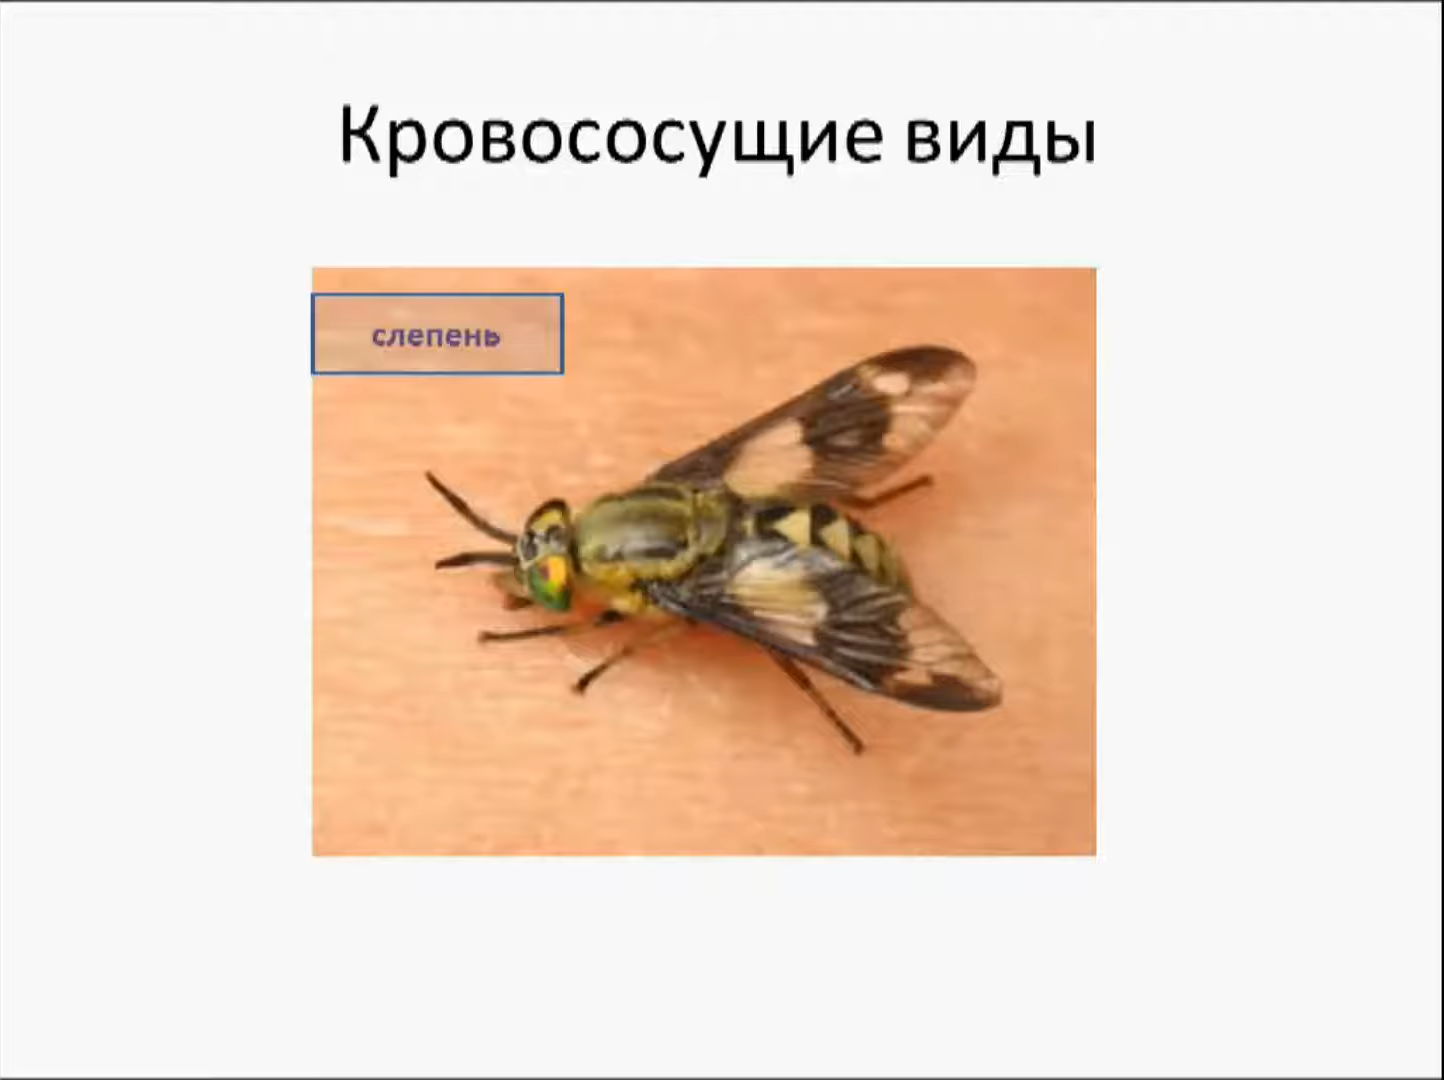 Кровососущие виды
слепень